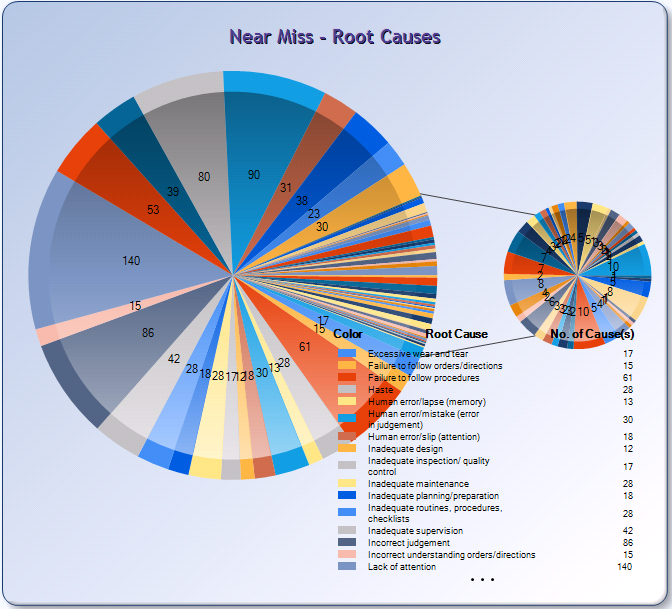 Near Miss - Root Causes
90
31
38
23
30
80
39
53
140
15
86
42
28
18
28
17
12
18
30
13
28
61
15
17
10
8
10
Color Root Cause No. of Cause(s)
Excessive wear and tear 17
Failure to follow orders/directions 15
Failure to follow procedures 61
Haste 28
Human error/lapse (memory) 13
Human error/mistake (error
in judgement) 30
Human error/slip (attention) 18
Inadequate design 12
Inadequate inspection/ quality
control 17
Inadequate maintenance 28
Inadequate planning/preparation 18
Inadequate routines, procedures,
checklists 28
Inadequate supervision 42
Incorrect judgement 86
Incorrect understanding orders/directions 15
Lack of attention 140
...